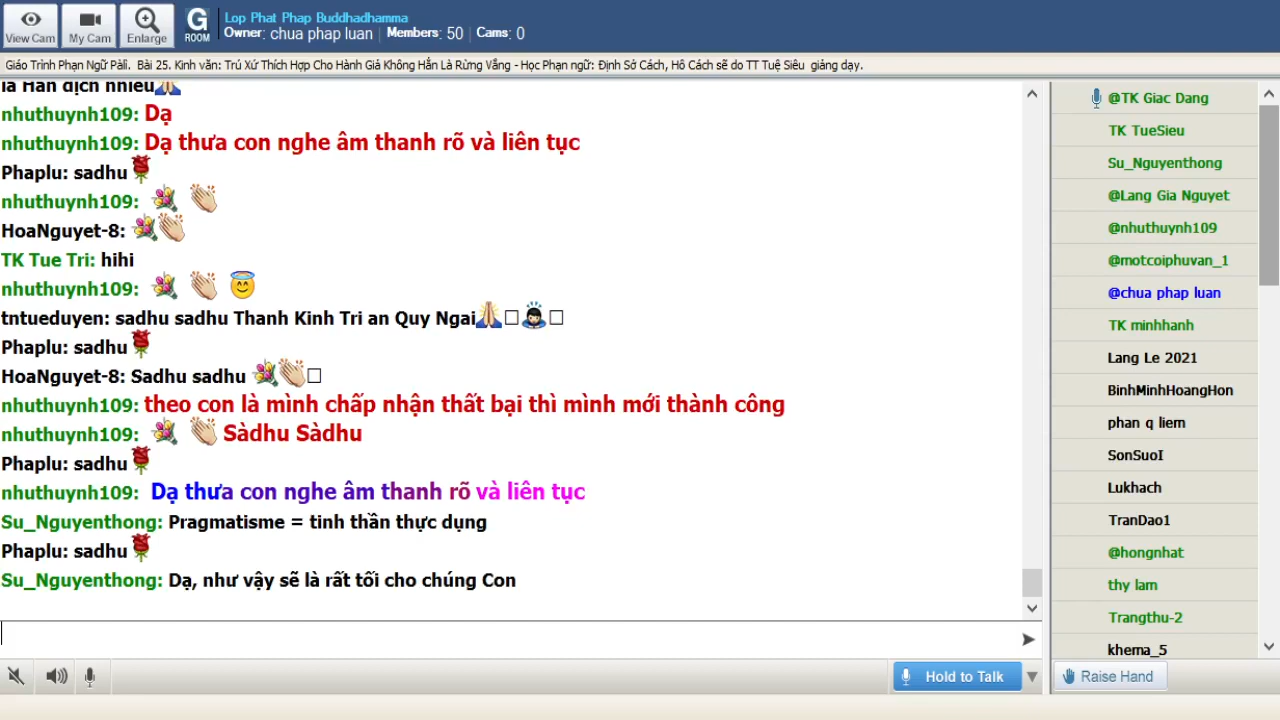 View Cam
My Cam
Enlarge
G
ROOM
Lop Phat Phap Buddhadhamma
Owner: chua phap luan | Members: 50 | Cams: 0
Giáo Trình Phạn Ngữ Pàli. Bài 25. Kinh văn: Trú Xứ Thích Hợp Cho Hành Giả Không Hẳn Là Rừng Vắng - Học Phạn ngữ: Định Sở Cách, Hô Cách sẽ do TT Tuệ Siêu giảng dạy.
là Hán dịch nhiều🙏
nhuthuynh109: Dạ
nhuthuynh109: Dạ thưa con nghe âm thanh rõ và liên tục
Phaplu: sadhu🌹
nhuthuynh109: 💐 👏
HoaNguyet-8: 💐👏
TK Tue Tri: hihi
nhuthuynh109: 💐 👏 😇
tntueduyen: sadhu sadhu Thanh Kinh Tri an Quy Ngai🙏□🙇□
Phaplu: sadhu🌹
HoaNguyet-8: Sadhu sadhu 💐👏□
nhuthuynh109: theo con là mình chấp nhận thất bại thì mình mới thành công
nhuthuynh109: 💐 👏 Sàdhu Sàdhu
Phaplu: sadhu🌹
nhuthuynh109: Dạ thưa con nghe âm thanh rõ và liên tục
Su_Nguyenthong: Pragmatisme = tinh thần thực dụng
Phaplu: sadhu🌹
Su_Nguyenthong: Dạ, như vậy sẽ là rất tối cho chúng Con
Hold to Talk
@TK Giac Dang
TK TueSieu
Su_Nguyenthong
@Lang Gia Nguyet
@nhuthuynh109
@motcoiphuvan_1
@chua phap luan
TK minhhanh
Lang Le 2021
BinhMinhHoangHon
phan q liem
SonSuoI
Lukhach
TranDao1
@hongnhat
thy lam
Trangthu-2
khema_5
Raise Hand